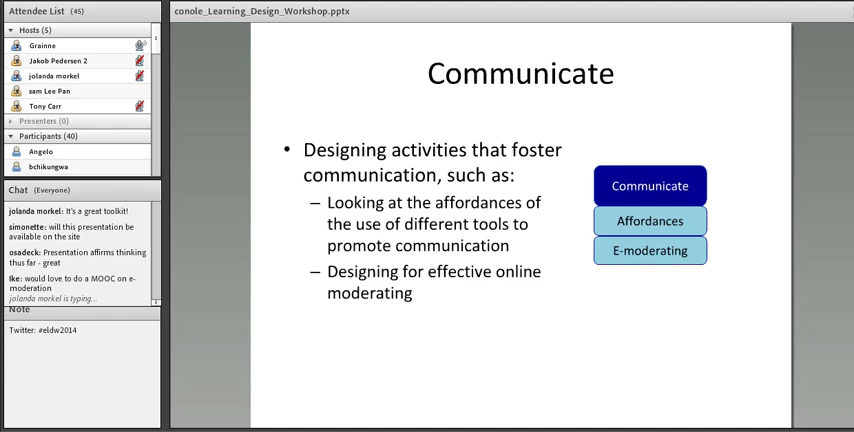 Attendee List (45)
Hosts (5)
Grainne
Jakob Pedersen 2
jolanda morkel
sam Lee Pan
Tony Carr
Presenters (0)
Participants (40)
Angelo
bchikungwa
Chat (Everyone)
jolanda morkel: It's a great toolkit!
simonette: will this presentation be
available on the site
osadeck: Presentation affirms thinking
thus far - great
Ike: would love to do a MOOC on e-
moderation
jolanda morkel is typing...
Note
Twitter: #eldw2014
conole_Learning_Design_Workshop.pptx
Communicate
• Designing activities that foster
communication, such as:
– Looking at the affordances of
the use of different tools to
promote communication
– Designing for effective online
moderating
Communicate
Affordances
E-moderating